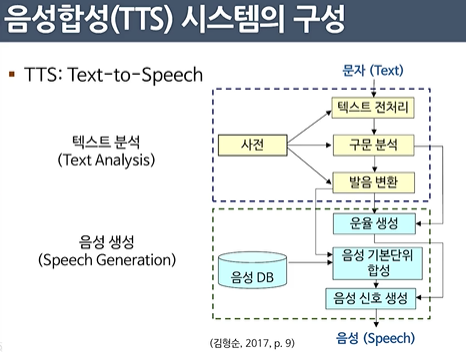 음성합성(TTS) 시스템의 구성
▪ TTS: Text-to-Speech
문자 (Text)
텍스트 분석
(Text Analysis)
사전
텍스트 전처리
구문 분석
발음 변환
음성 생성
(Speech Generation)
음성 DB
운율 생성
음성 기본단위
합성
음성 신호 생성
음성 (Speech)
(김형순, 2017, p. 9)